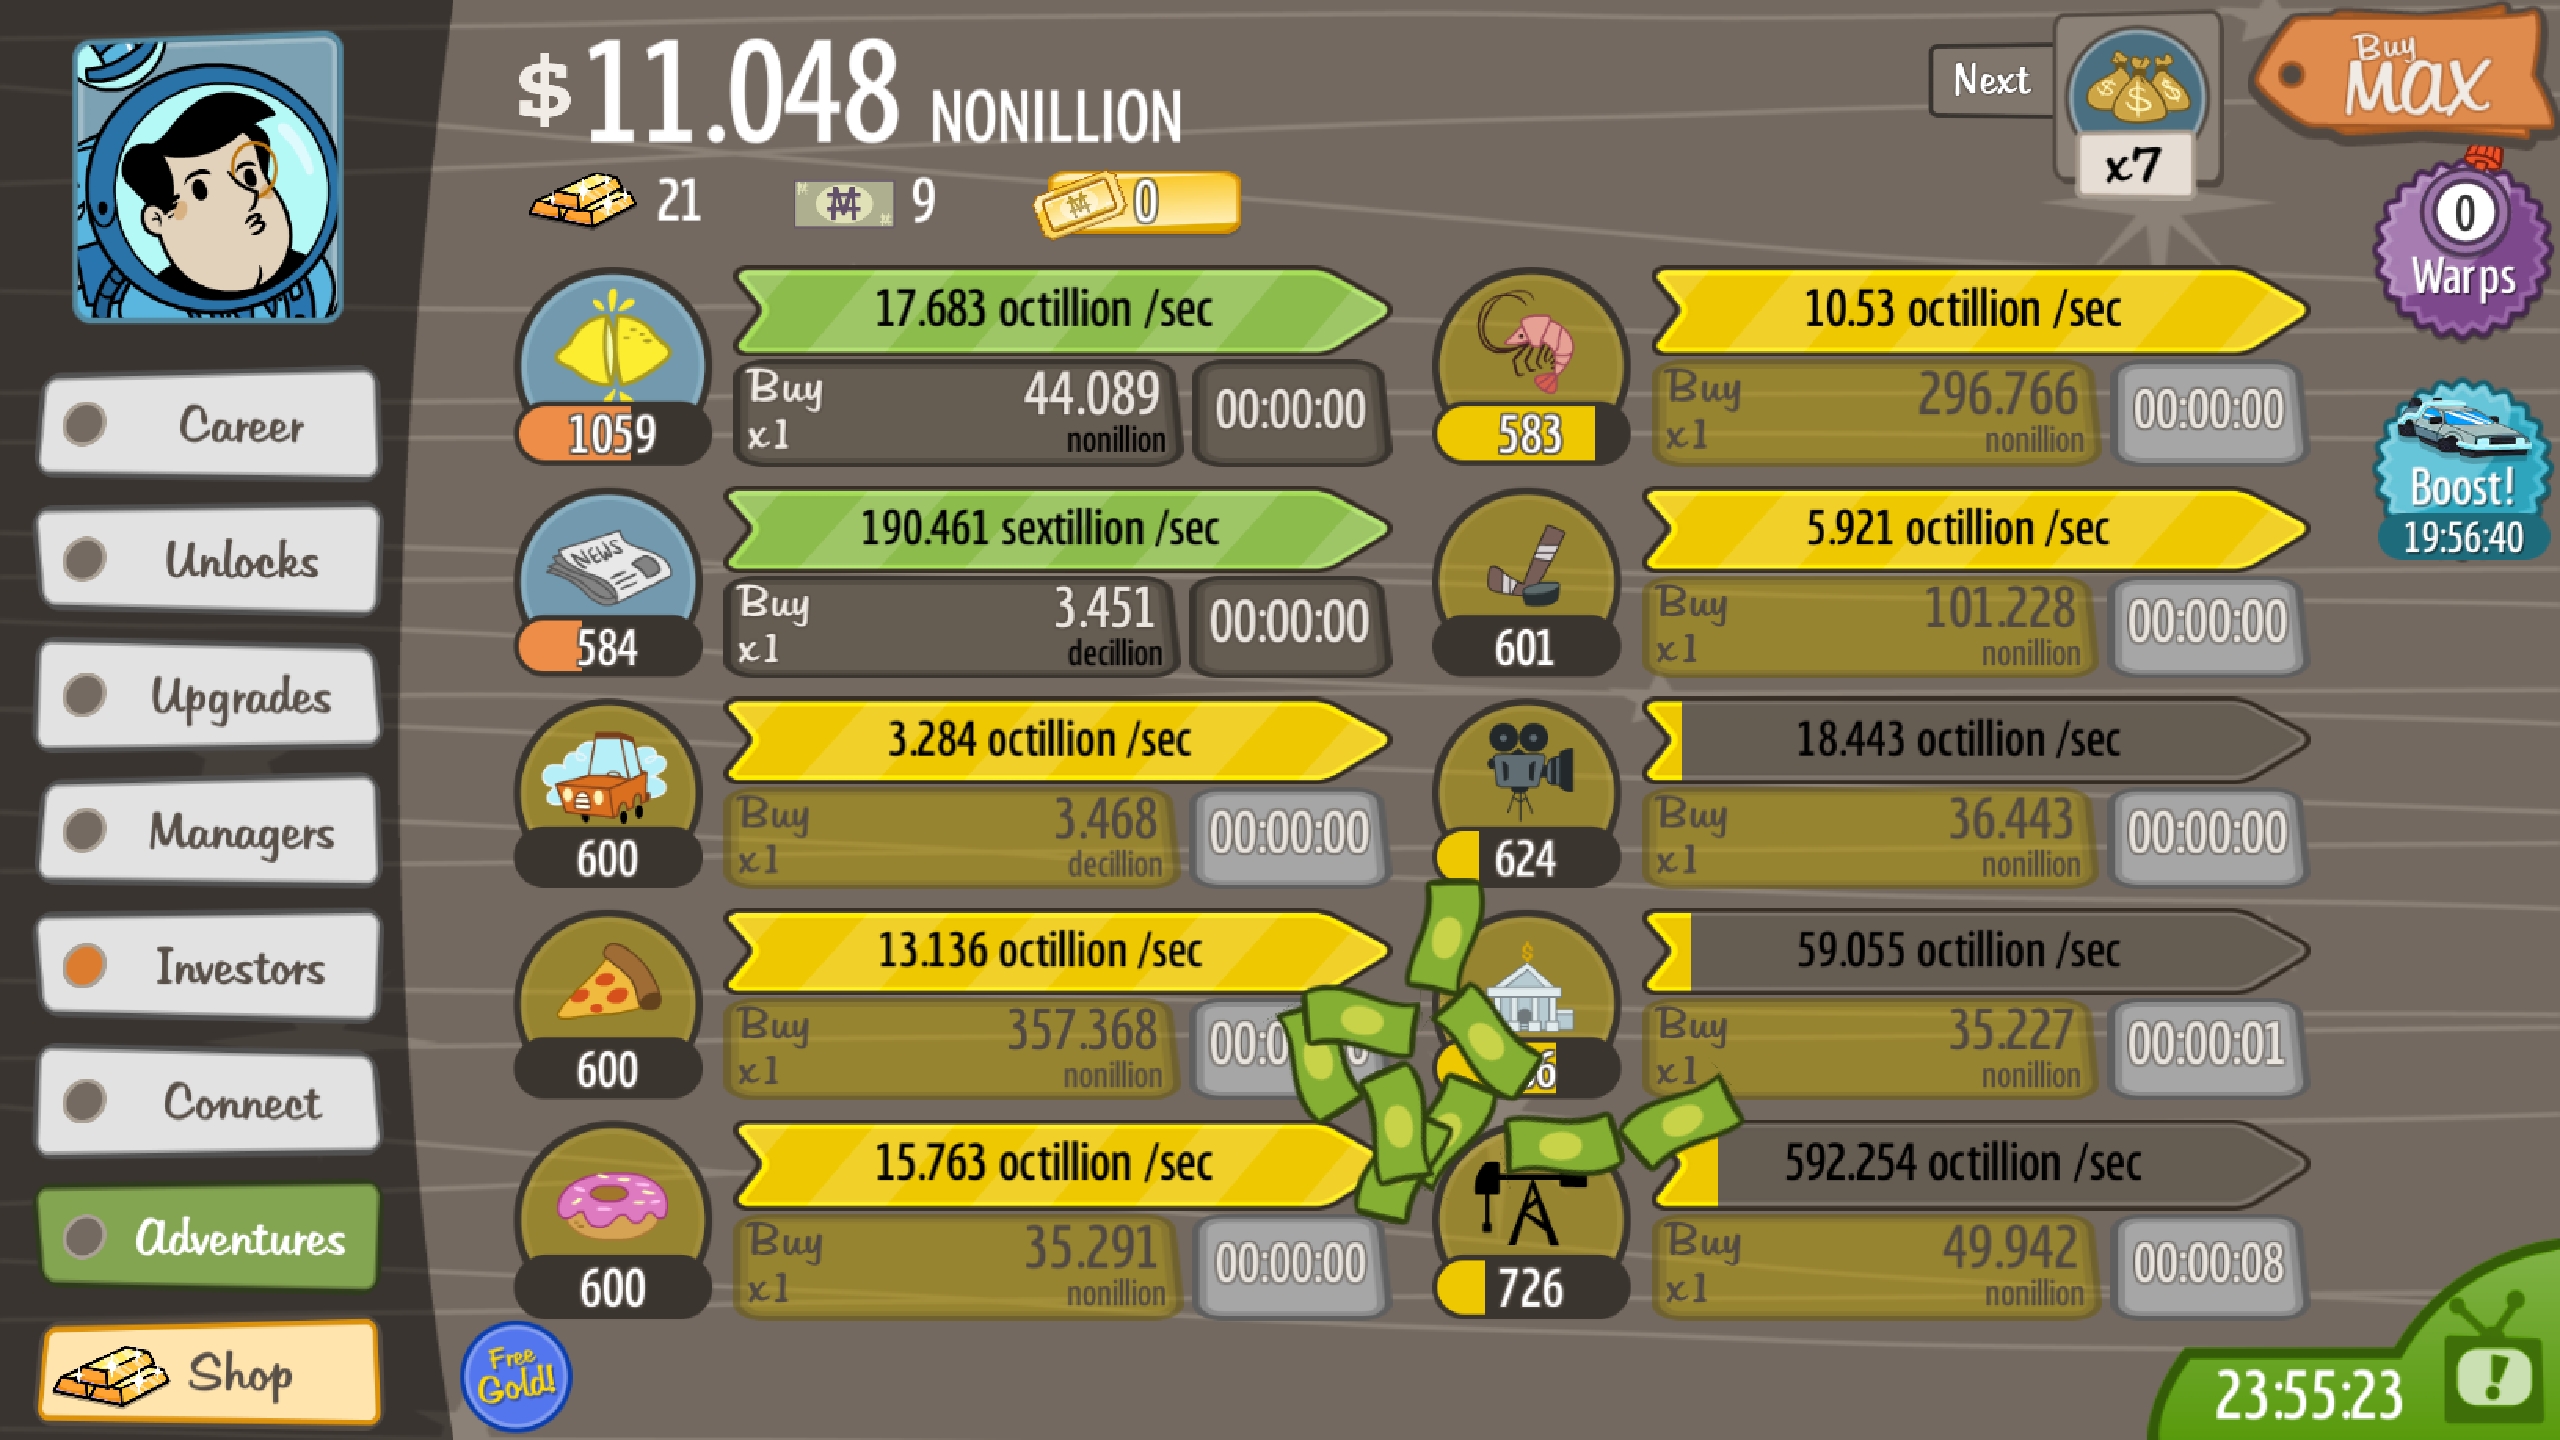 $11.048 NONILLION
21
9
0
Next
x7
Buy
MAX
0
Warps
Boost!
19:56:40
Career
Unlocks
Upgrades
Managers
Investors
Connect
Adventures
Shop
17.683 octillion /sec
1059
Buy
x1
44.089
nonillion
00:00:00
NEWS
190.461 sextillion /sec
584
Buy
x1
3.451
decillion
00:00:00
3.284 octillion /sec
600
Buy
x1
3.468
decillion
00:00:00
13.136 octillion /sec
600
Buy
x1
357.368
nonillion
15.763 octillion /sec
600
Buy
x1
35.291
nonillion
00:00:00
10.53 octillion /sec
583
Buy
x1
296.766
nonillion
00:00:00
5.921 octillion /sec
601
Buy
x1
101.228
nonillion
00:00:00
18.443 octillion /sec
624
Buy
x1
36.443
nonillion
00:00:00
59.055 octillion /sec
Buy
x1
35.227
nonillion
00:00:01
592.254 octillion /sec
726
Buy
x1
49.942
nonillion
00:00:08
Free
Gold!
23:55:23